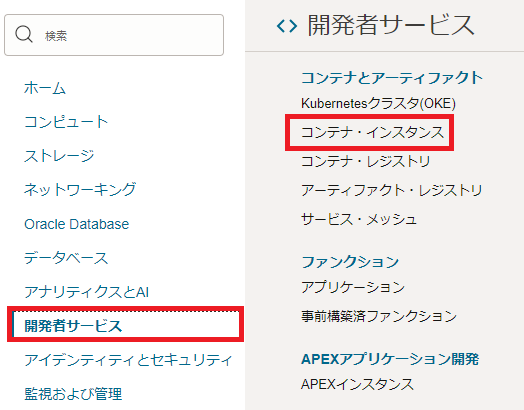 検索
ホーム
コンピュート
ストレージ
ネットワーキング
Oracle Database
データベース
アナリティクスとAI
開発者サービス
アイデンティティとセキュリティ
監視および管理
<> 開発者サービス
コンテナとアーティファクト
Kubernetesクラスタ(OKE)
コンテナ・インスタンス
コンテナ・レジストリ
アーティファクト・レジストリ
サービス・メッシュ
ファンクション
アプリケーション
事前構築済ファンクション
APEXアプリケーション開発
APEXインスタンス